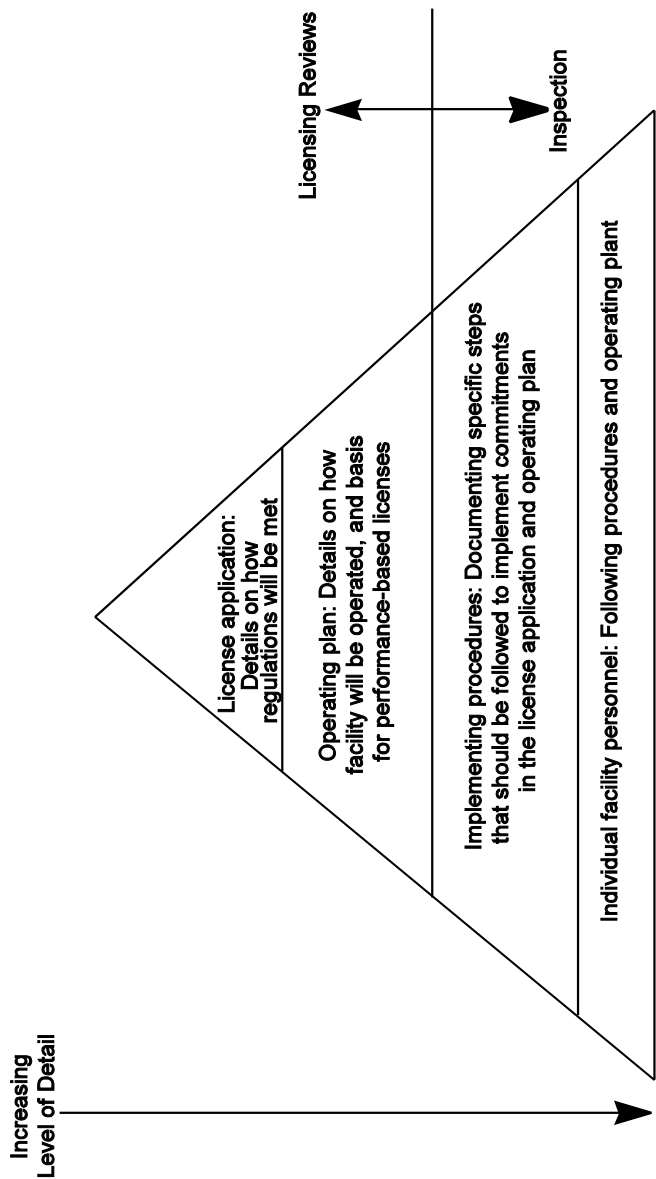 Increasing
Level of Detail
Licensing Reviews
Inspection
License application:
Details on how
regulations will be met
Operating plan: Details on how
facility will be operated, and basis
for performance-based licenses
Implementing procedures: Documenting specific steps
that should be followed to implement commitments
in the license application and operating plan
Individual facility personnel: Following procedures and operating plant